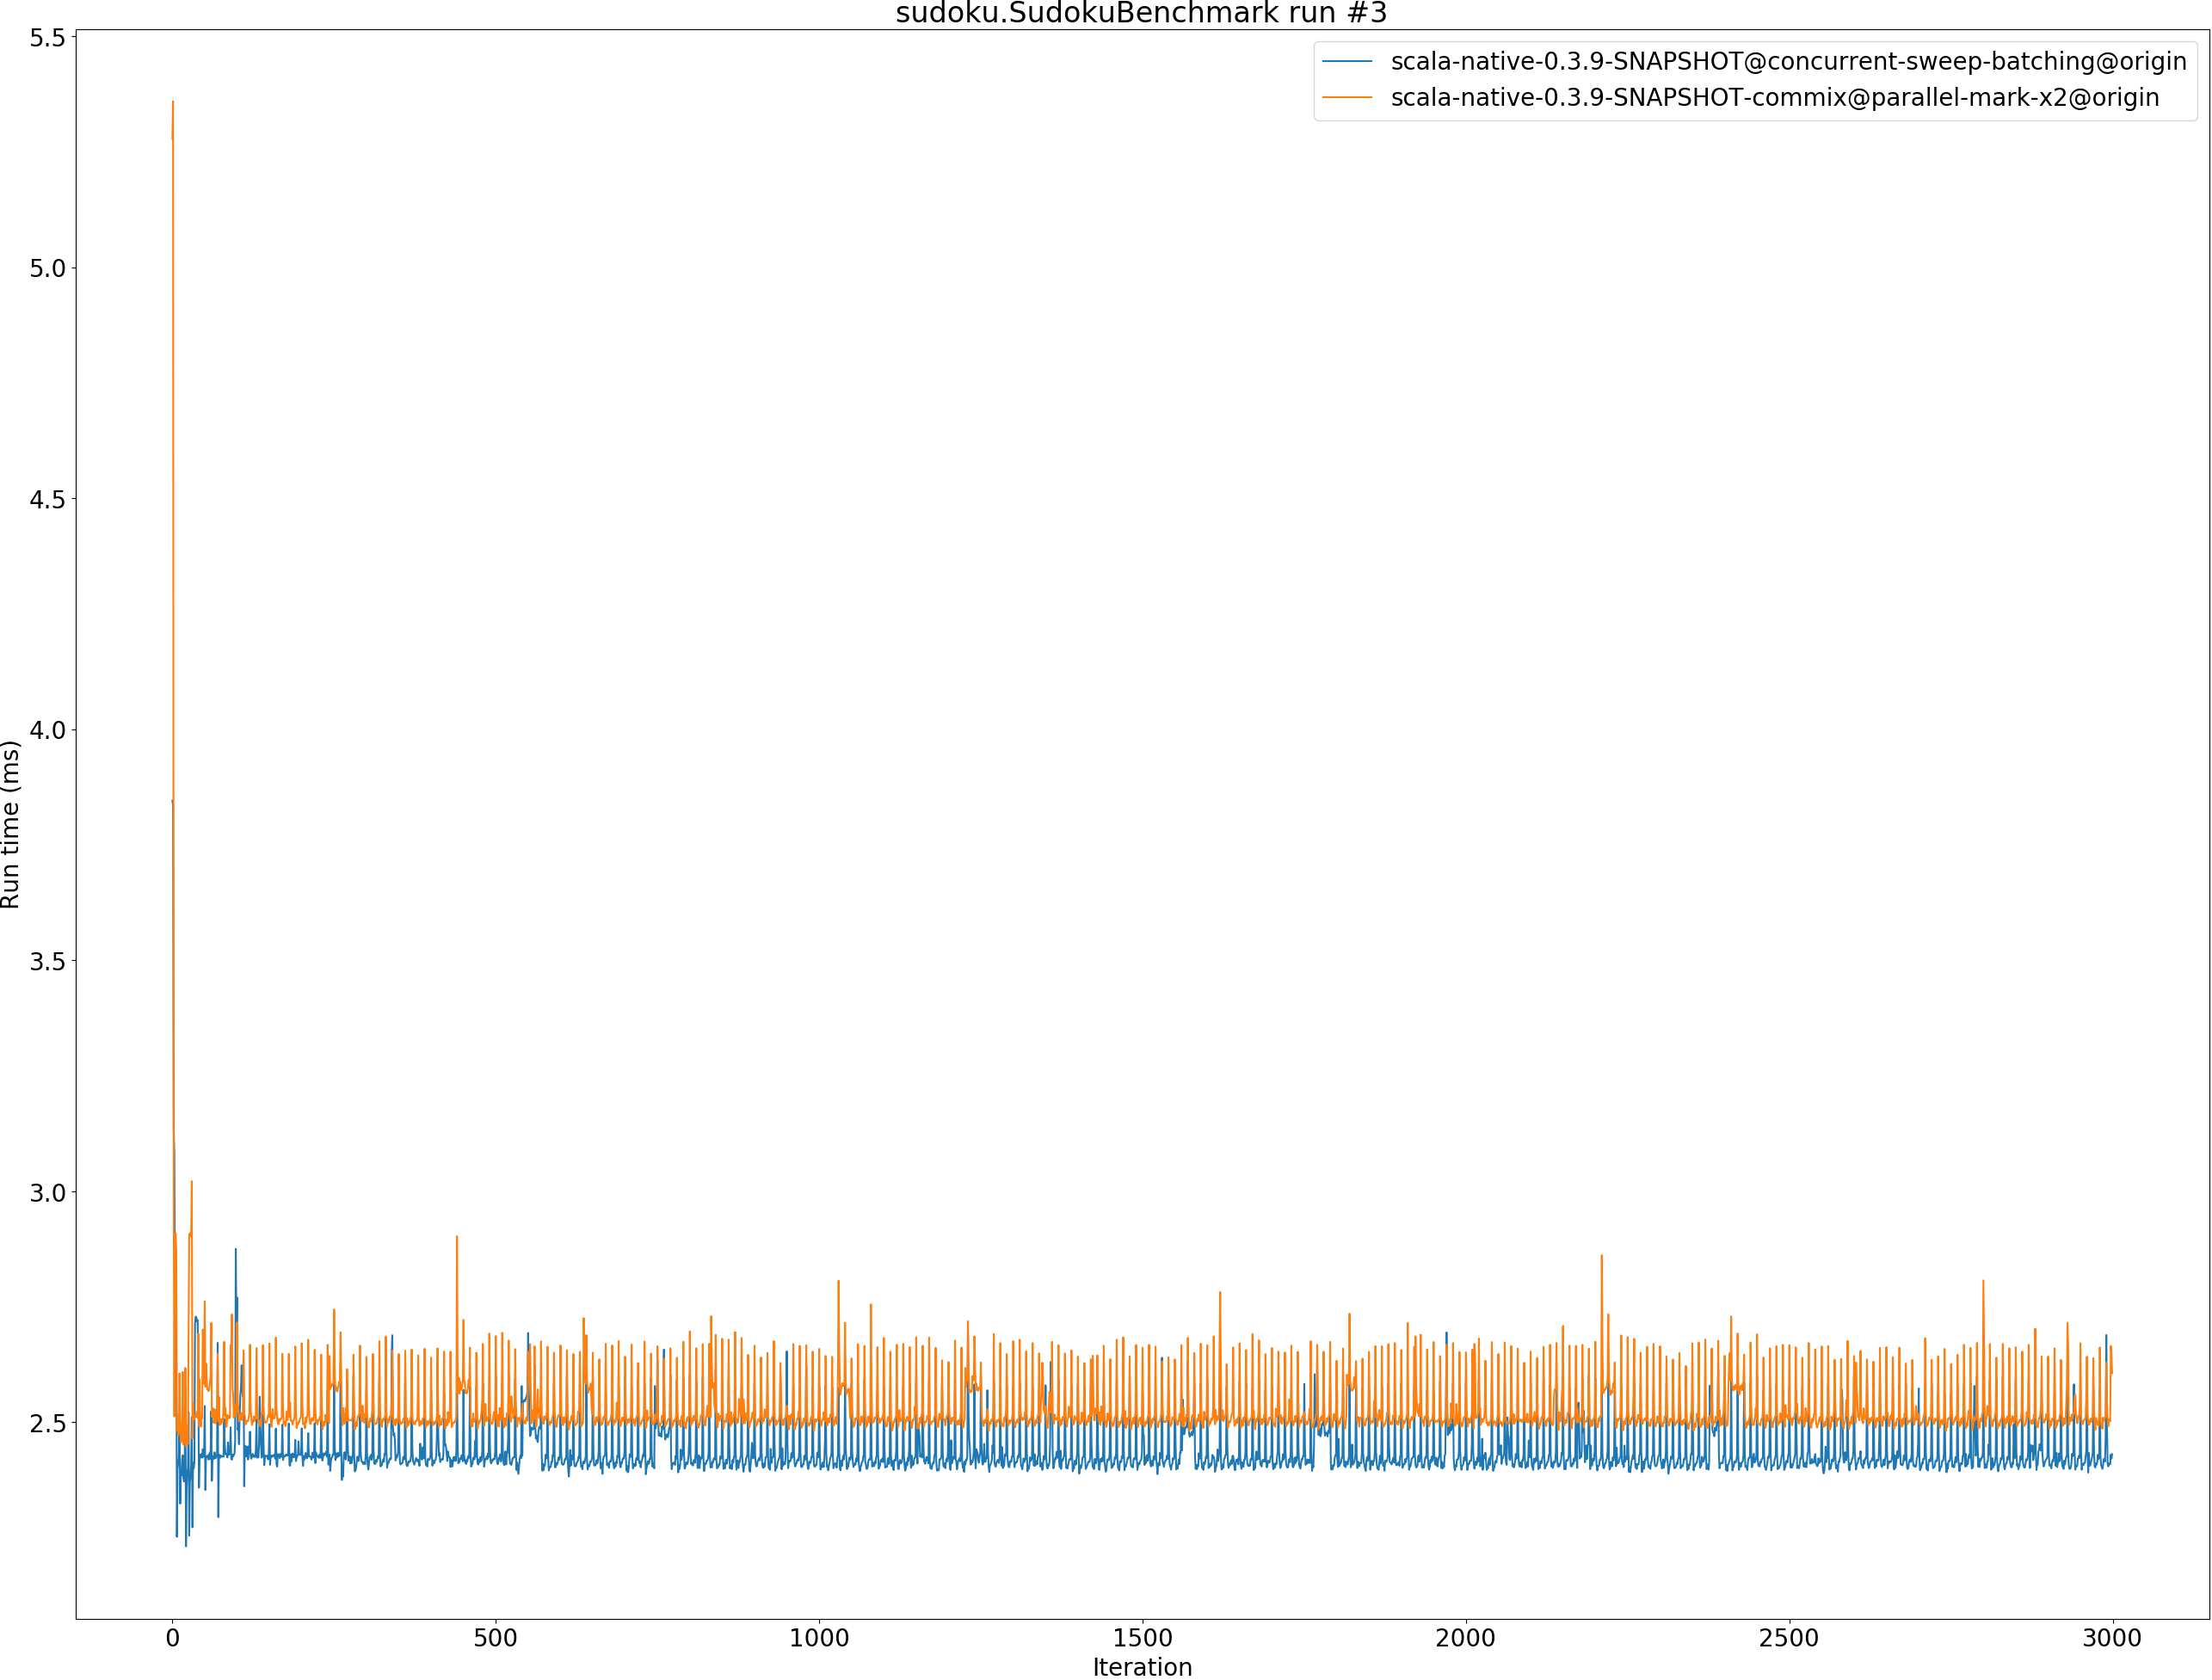 sudoku.SudokuBenchmark run #3
scala-native-0.3.9-SNAPSHOT@concurrent-sweep-batching@origin
scala-native-0.3.9-SNAPSHOT-commix@parallel-mark-x2@origin
5.5
5.0
4.5
4.0
3.5
3.0
2.5
Run time (ms)
0 500 1000 1500 2000 2500 3000
Iteration